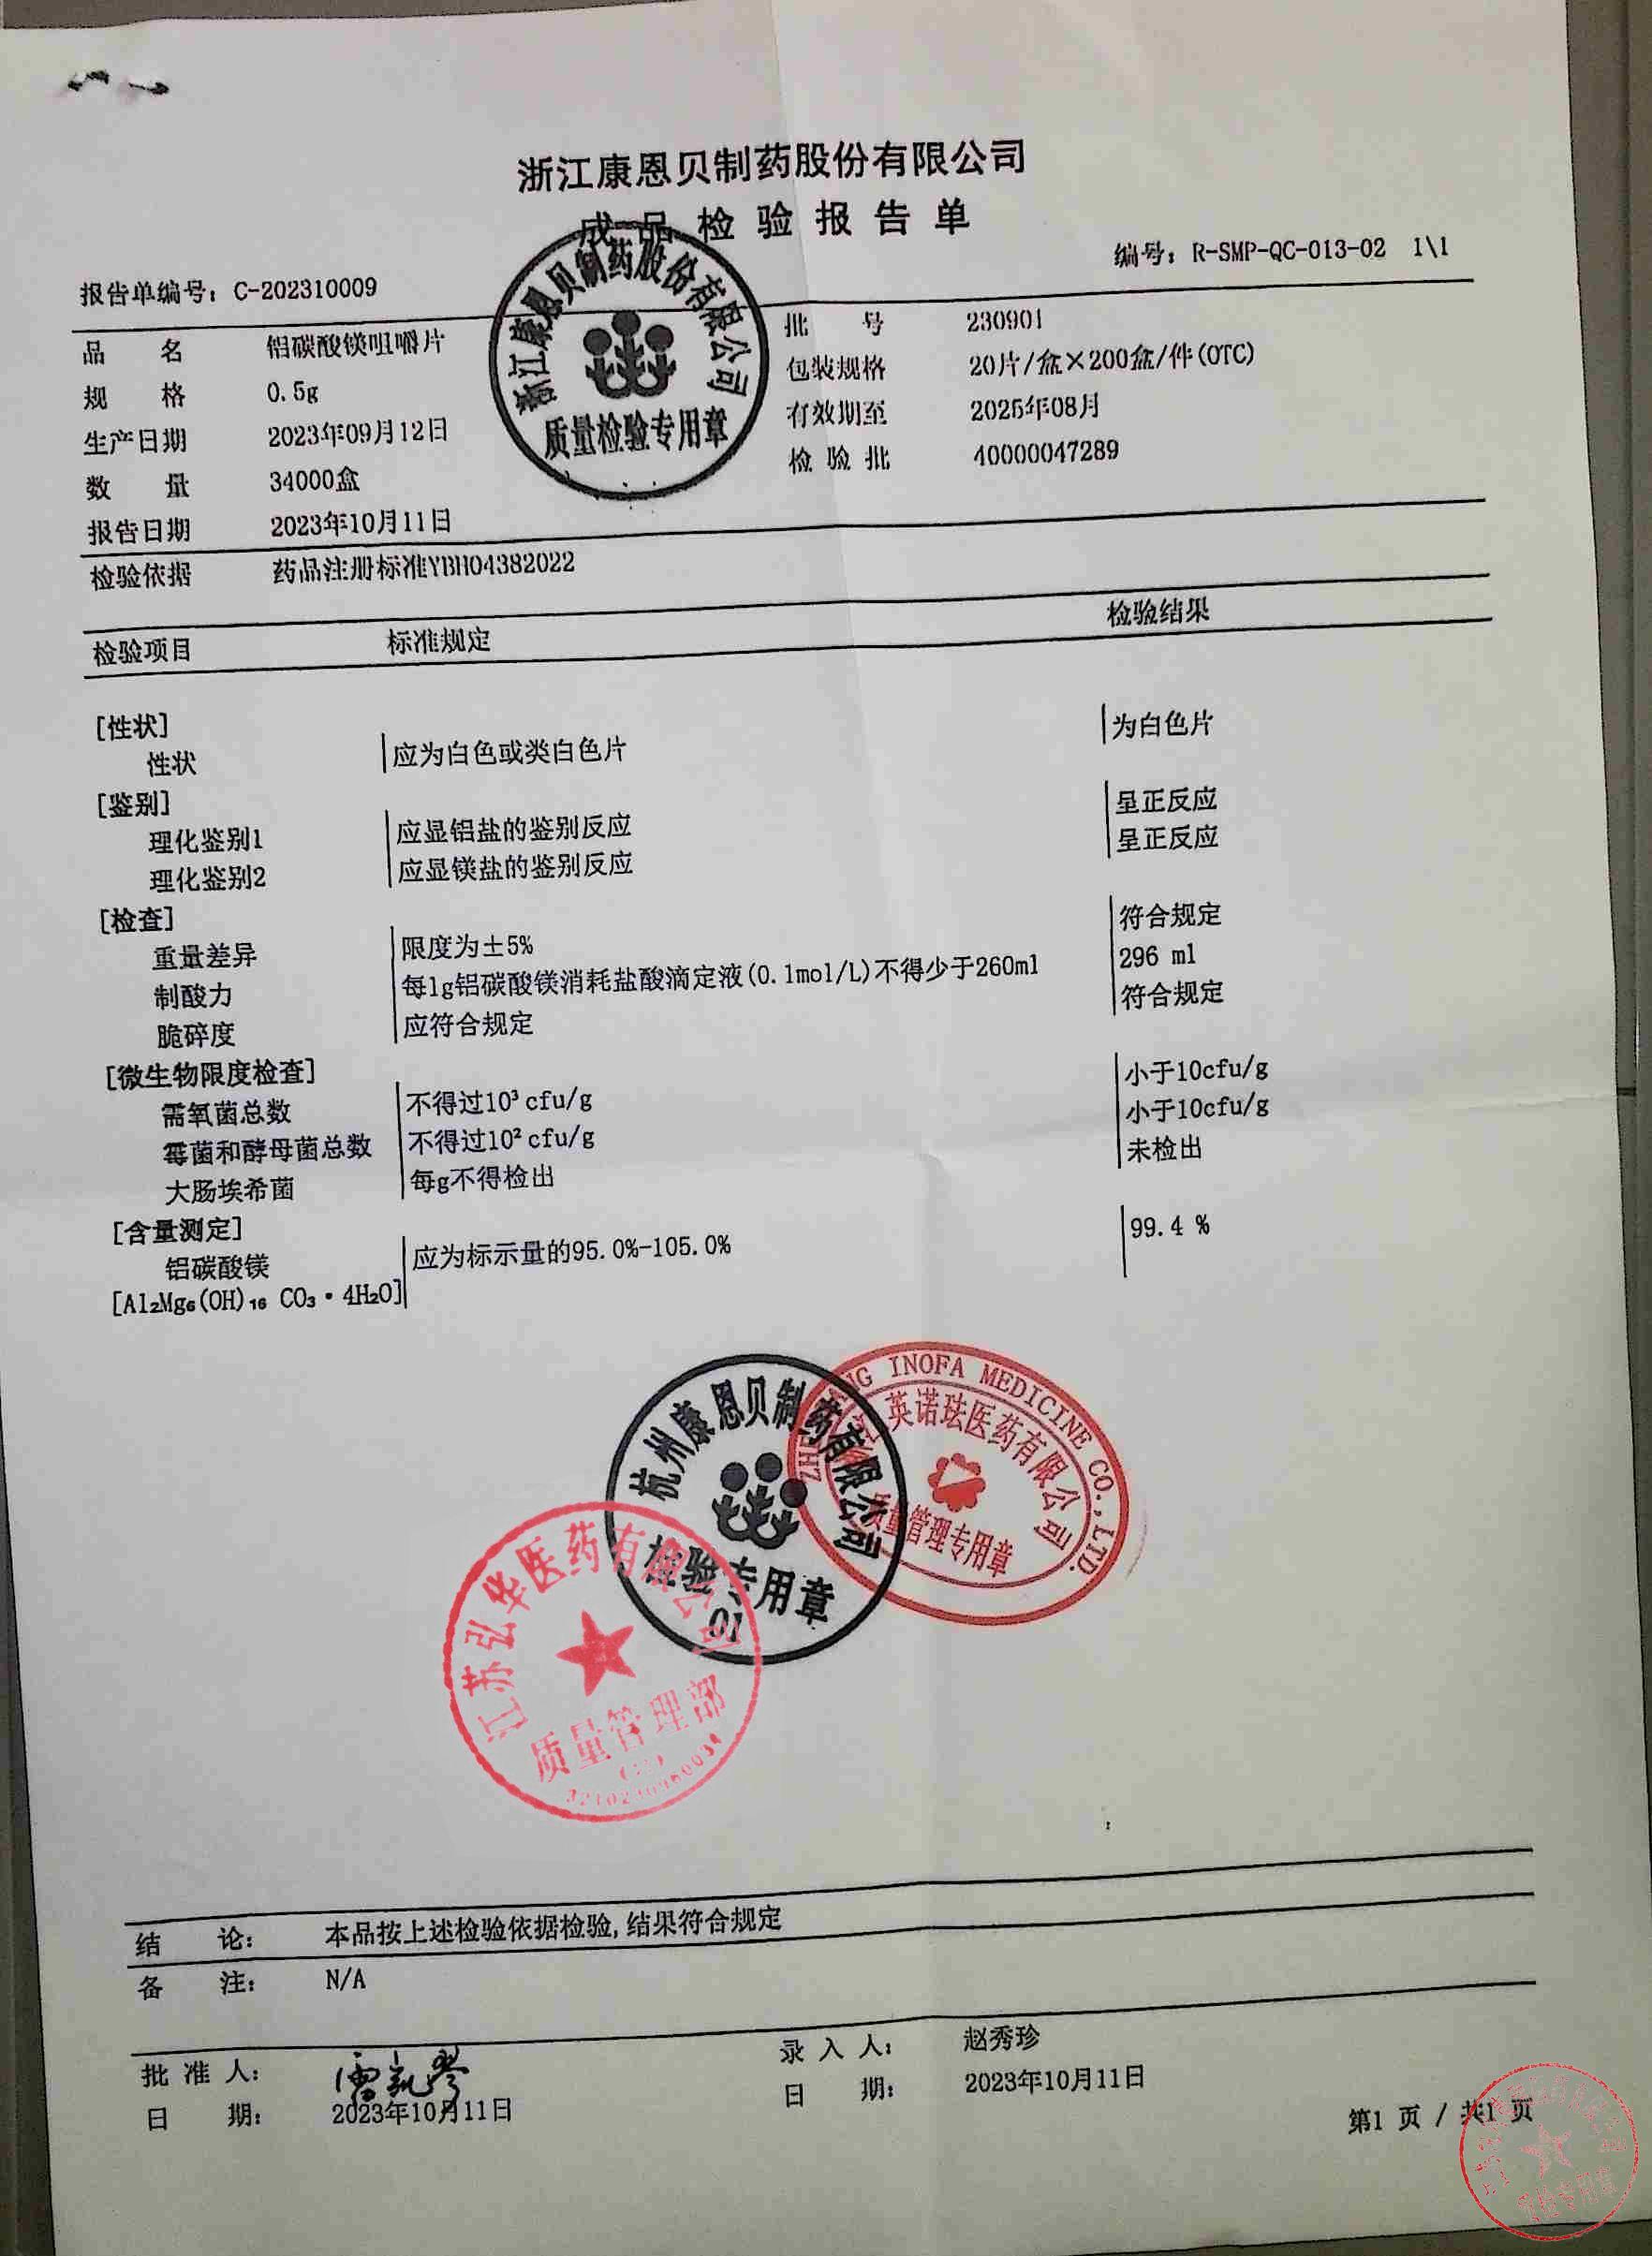 浙江康恩贝制药股份有限公司
成品检验报告单
编号：R-SMP-QC-013-02 1\1
报告单编号：C-202310009
品名 铝碳酸镁咀嚼片 批号 230901
规格 0.5g 包装规格 20片/盒×200盒/件(OTC)
生产日期 2023年09月12日 有效期至 2025年08月
数量 34000盒 检验批 40000047289
报告日期 2023年10月11日
检验依据 药品注册标准YBH04382022
检验项目 标准规定 检验结果
[性状]
性状 应为白色或类白色片 为白色片
[鉴别]
理化鉴别1 应显铝盐的鉴别反应 呈正反应
理化鉴别2 应显镁盐的鉴别反应 呈正反应
[检查]
重量差异 限度为±5% 符合规定
制酸力 每1g铝碳酸镁消耗盐酸滴定液(0.1mol/L)不得少于260ml 296 ml
脆碎度 应符合规定 符合规定
[微生物限度检查]
需氧菌总数 不得过10³cfu/g 小于10cfu/g
霉菌和酵母菌总数 不得过10²cfu/g 小于10cfu/g
大肠埃希菌 每g不得检出 未检出
[含量测定]
铝碳酸镁 应为标示量的95.0%-105.0% 99.4 %
[Al₂Mg₆(OH)₁₆ CO₃·4H₂O]
浙江康恩贝制药股份有限公司
质量检验专用章
杭州康恩贝制药有限公司
检验专用章
01
INOFA MEDICINE CO.,LTD.
英诺珐医药有限公司
质量管理专用章
江苏弘华医药有限公司
质量管理部
结论： 本品按上述检验依据检验,结果符合规定
备注： N/A
批准人： 录入人： 赵秀珍
日期： 2023年10月11日 日期： 2023年10月11日
第1 页 / 共1 页